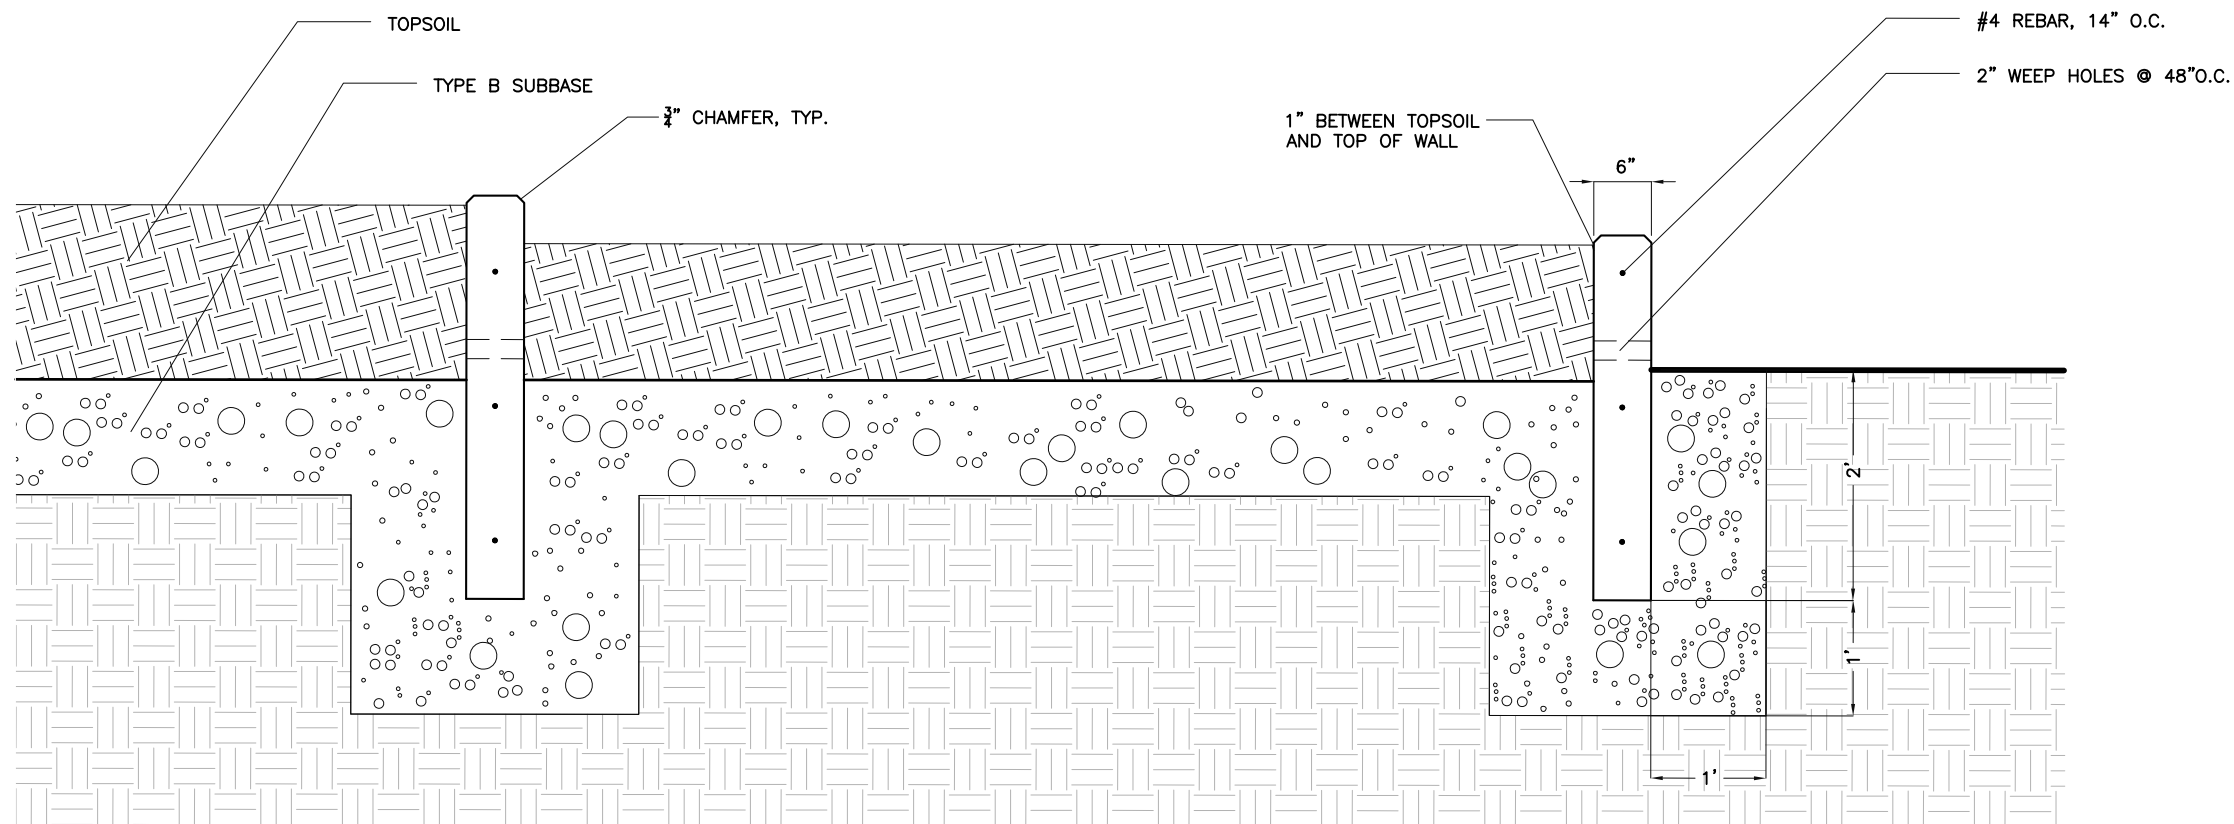 TOPSOIL
#4 REBAR, 14" O.C.
TYPE B SUBBASE
2" WEEP HOLES @ 48"O.C.
3/4" CHAMFER, TYP.
1" BETWEEN TOPSOIL
AND TOP OF WALL
6"
2'
1'
1'